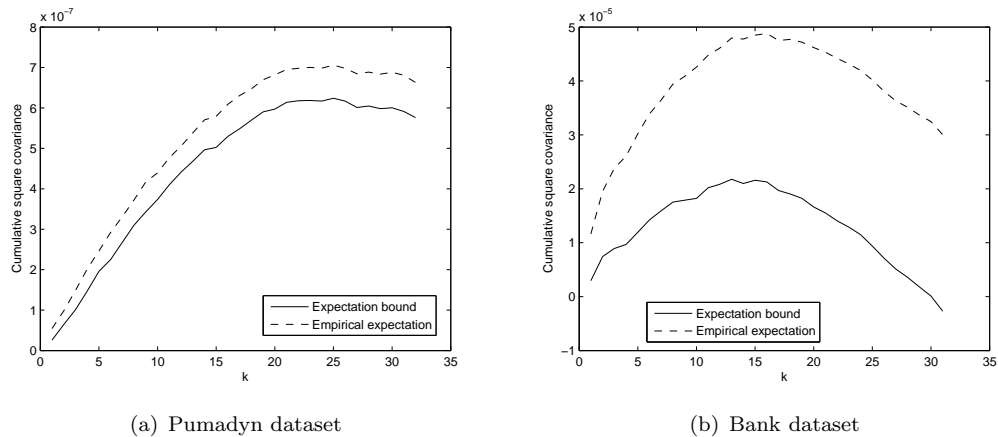 x 10⁻⁷
8
7
6
5
4
3
2
1
0
Cumulative square covariance
0 5 10 15 20 25 30 35
k
Expectation bound
Empirical expectation
(a) Pumadyn dataset
x 10⁻⁵
5
4
3
2
1
0
−1
Cumulative square covariance
0 5 10 15 20 25 30 35
k
Expectation bound
Empirical expectation
(b) Bank dataset